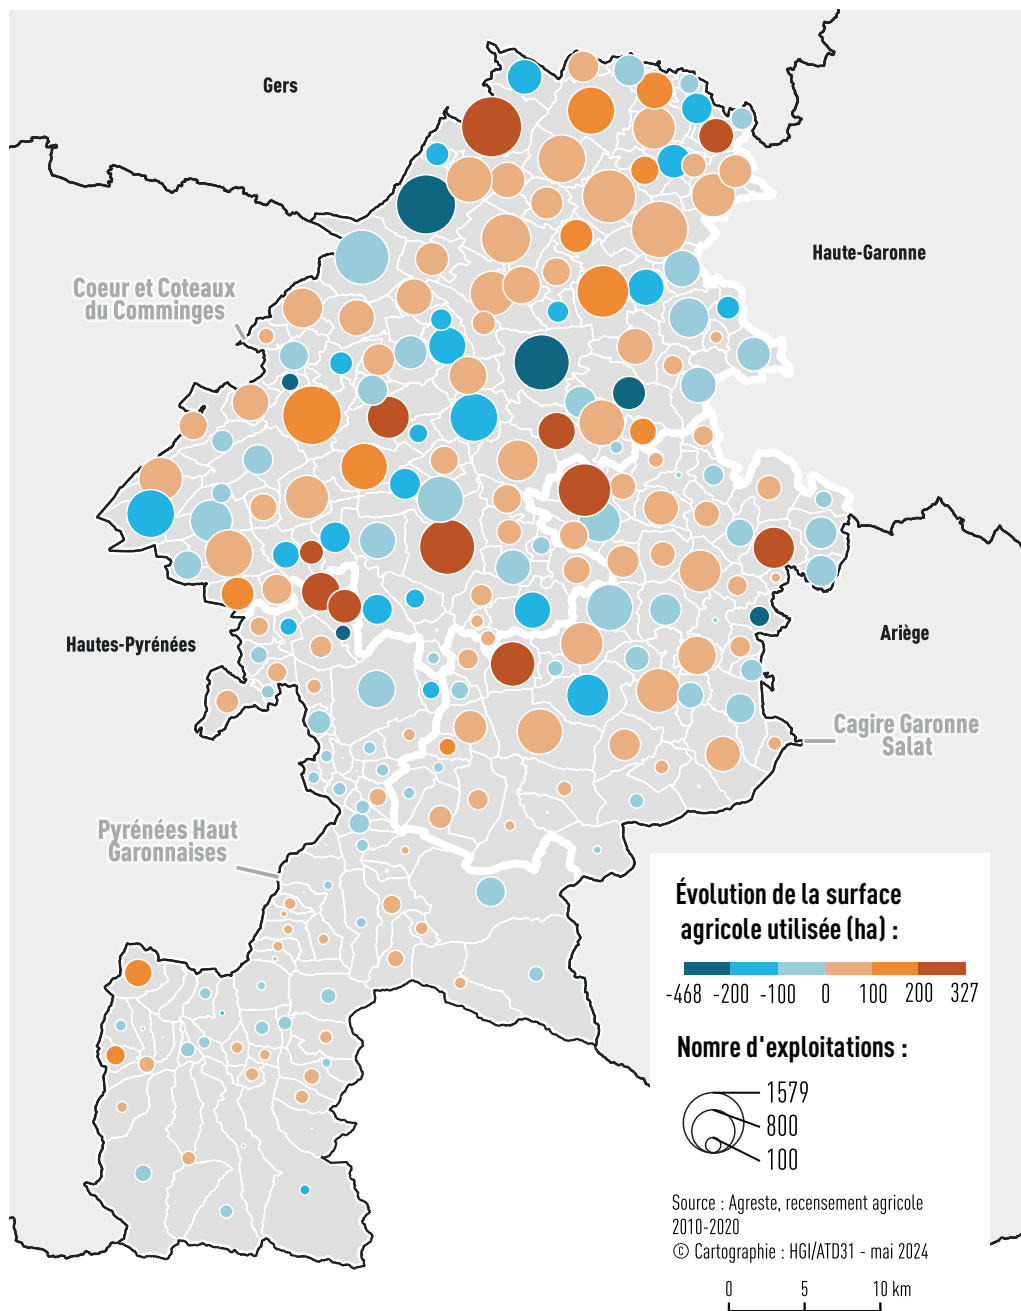 Gers
Haute-Garonne
Coeur et Coteaux
du Comminges
Hautes-Pyrénées
Ariège
Cagire Garonne
Salat
Pyrénées Haut
Garonnaises
Évolution de la surface
agricole utilisée (ha) :
-468 -200 -100 0 100 200 327
Nomre d'exploitations :
1579
800
100
Source : Agreste, recensement agricole
2010-2020
© Cartographie : HGI/ATD31 - mai 2024
0 5 10 km